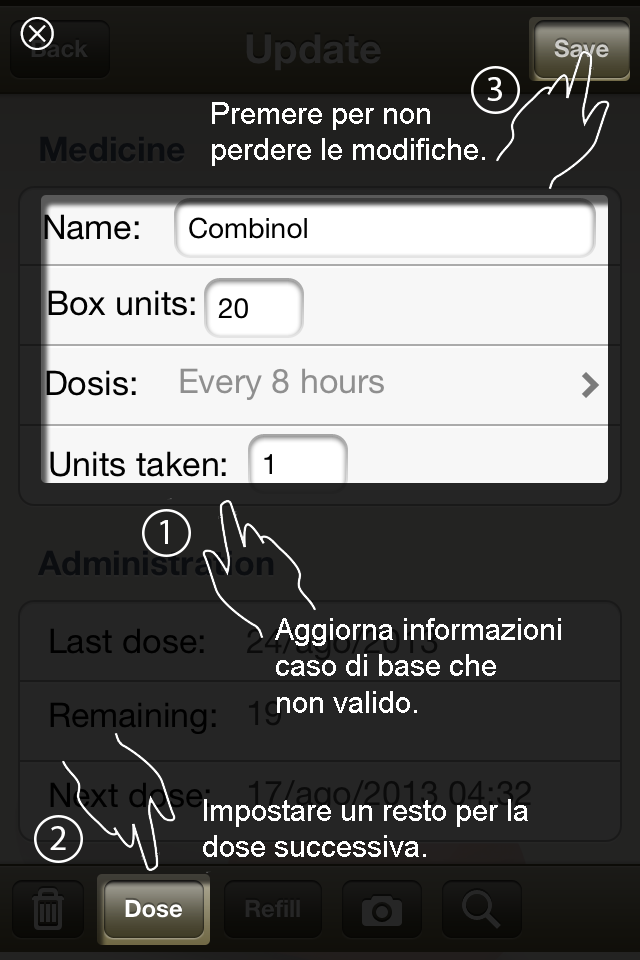 Back
Update
Save
3
Premere per non
perdere le modifiche.
Medicine
Name:
Combinol
Box units:
20
Dosis:
Every 8 hours
Units taken:
1
1
Administration
Last dose:
24/ago/2013
Aggiorna informazioni
caso di base che
non valido.
Remaining:
19
Next dose:
17/ago/2013 04:32
Impostare un resto per la
dose successiva.
2
Dose
Refill